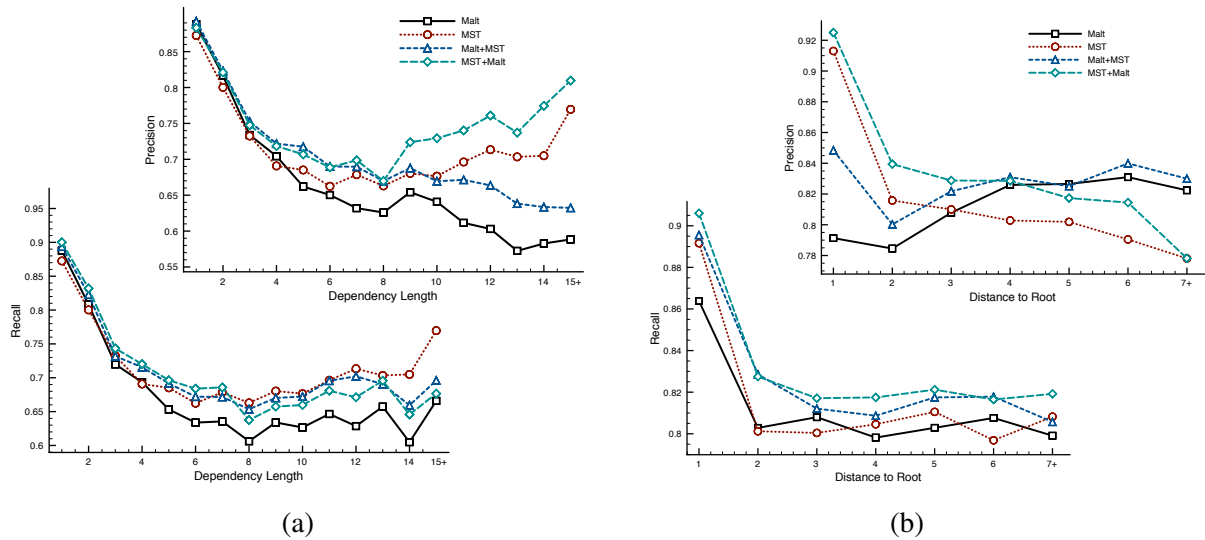 Malt
MST
Malt+MST
MST+Malt
0.85
0.8
0.75
0.7
0.65
0.6
0.55
Precision
2 4 6 8 10 12 14 15+
Dependency Length
0.95
0.9
0.85
0.8
0.75
0.7
0.65
0.6
Recall
2 4 6 8 10 12 14 15+
Dependency Length
(a)
Malt
MST
Malt+MST
MST+Malt
0.92
0.9
0.88
0.86
0.84
0.82
0.8
0.78
Precision
1 2 3 4 5 6 7+
Distance to Root
0.9
0.88
0.86
0.84
0.82
0.8
Recall
1 2 3 4 5 6 7+
Distance to Root
(b)